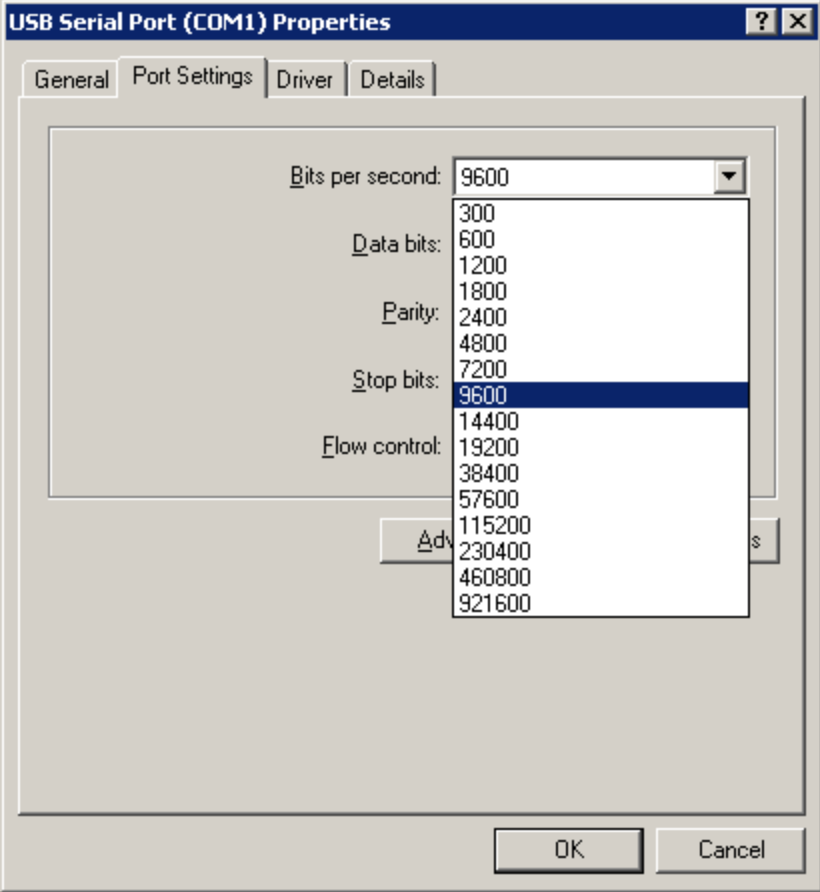 USB Serial Port (COM1) Properties
General Port Settings Driver Details
Bits per second: 9600
300
600
Data bits:
1200
1800
Parity:
2400
4800
7200
Stop bits:
9600
14400
Flow control:
19200
38400
57600
115200
230400
460800
921600
OK Cancel